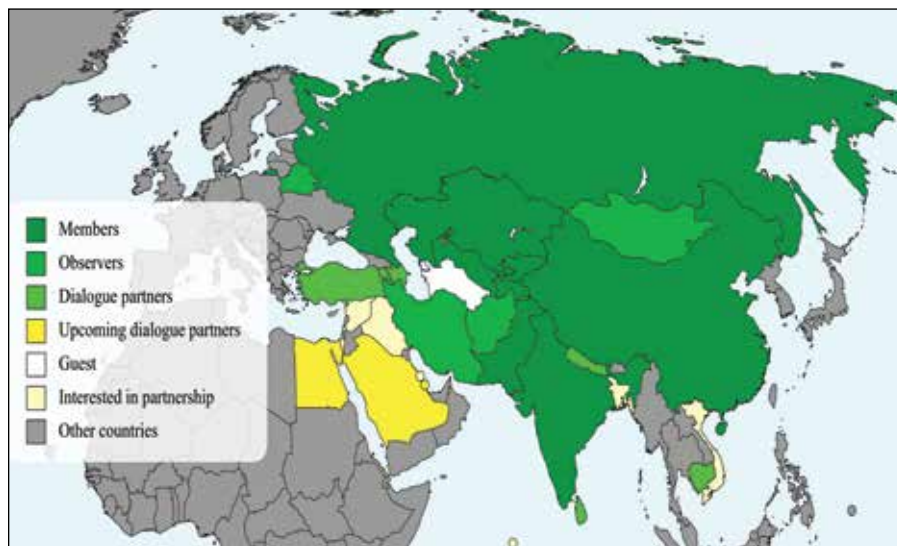 Members
Observers
Dialogue partners
Upcoming dialogue partners
Guest
Interested in partnership
Other countries